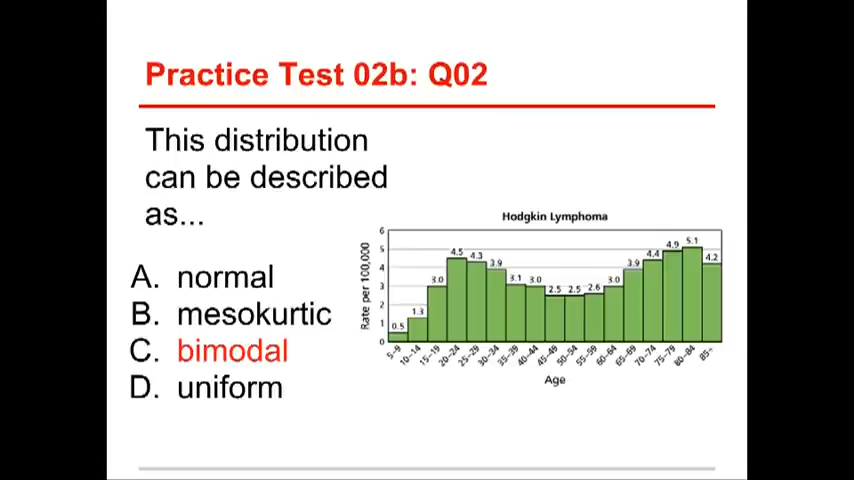 Practice Test 02b: Q02
This distribution
can be described
as...
A. normal
B. mesokurtic
C. bimodal
D. uniform
Hodgkin Lymphoma
Rate per 100,000
6
5
4
3
2
1
0
0.5 1.3 3.0 4.5 4.3 3.9 3.1 3.0 2.5 2.5 2.6 3.0 3.9 4.4 4.9 5.1 4.2
5–9 10–14 15–19 20–24 25–29 30–34 35–39 40–44 45–49 50–54 55–59 60–64 65–69 70–74 75–79 80–84 85+
Age